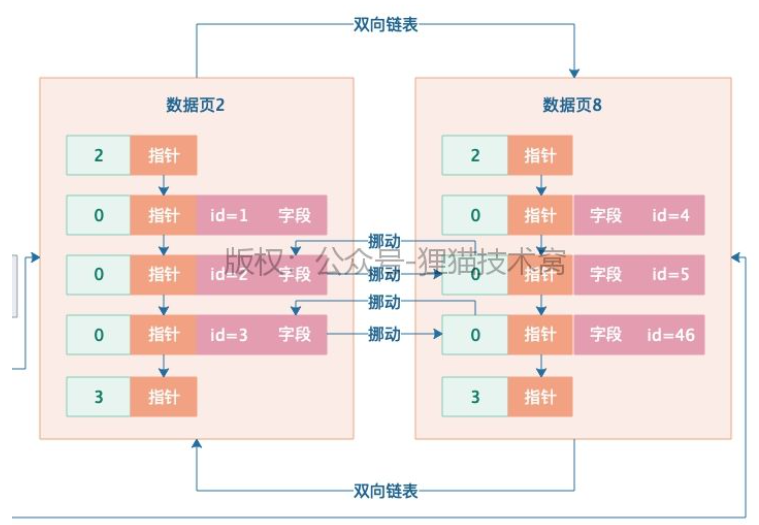 双向链表
数据页2
2 指针
0 指针 id=1 字段
0 指针 id=2 字段
0 指针 id=3 字段
3 指针
挪动
挪动
挪动
挪动
数据页8
2 指针
0 指针 字段 id=4
0 指针 字段 id=5
0 指针 字段 id=46
3 指针
版权：公众号-狸猫技术窝
双向链表